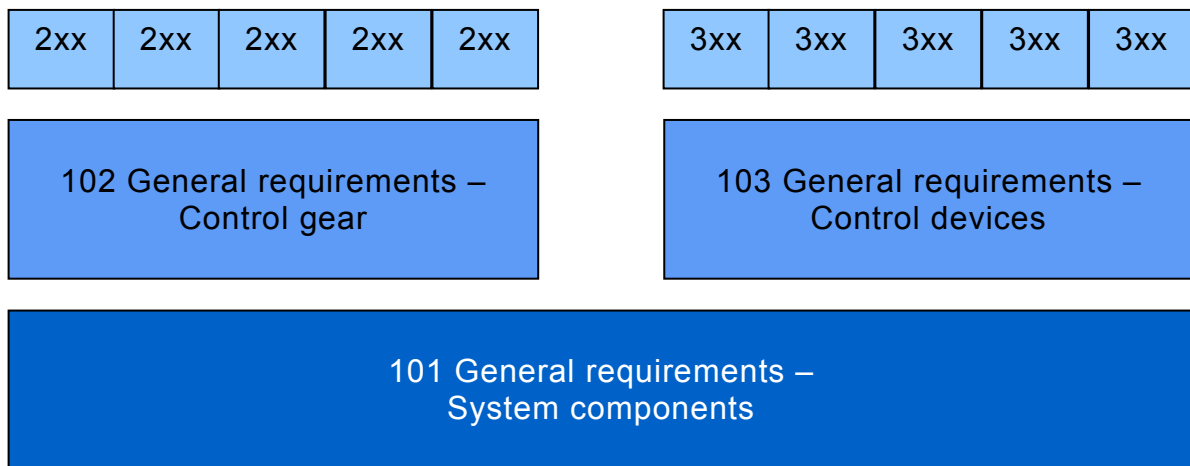 2xx 2xx 2xx 2xx 2xx 3xx 3xx 3xx 3xx 3xx
102 General requirements –
Control gear
103 General requirements –
Control devices
101 General requirements –
System components